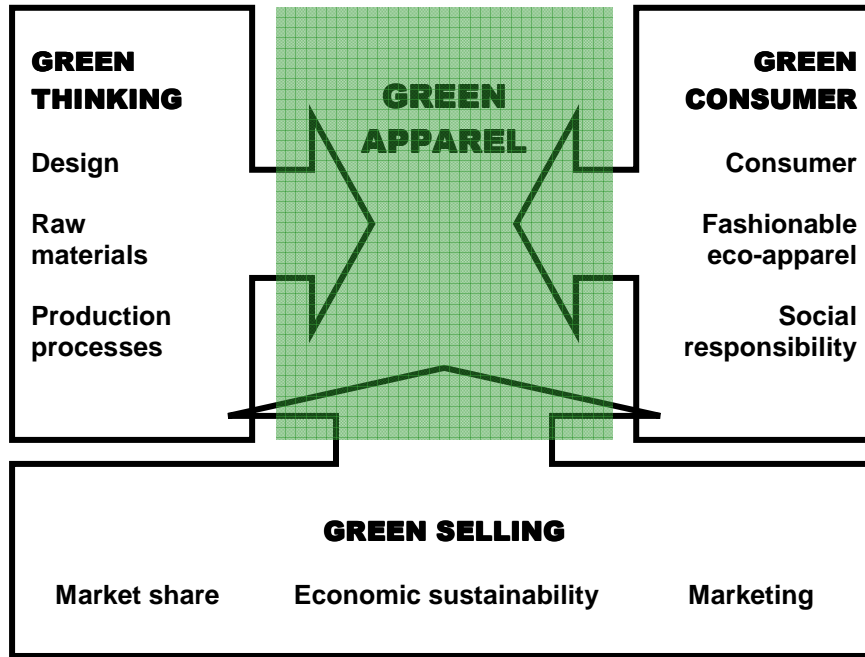 GREEN
THINKING
Design
Raw
materials
Production
processes
GREEN
APPAREL
GREEN
CONSUMER
Consumer
Fashionable
eco-apparel
Social
responsibility
GREEN SELLING
Market share
Economic sustainability
Marketing